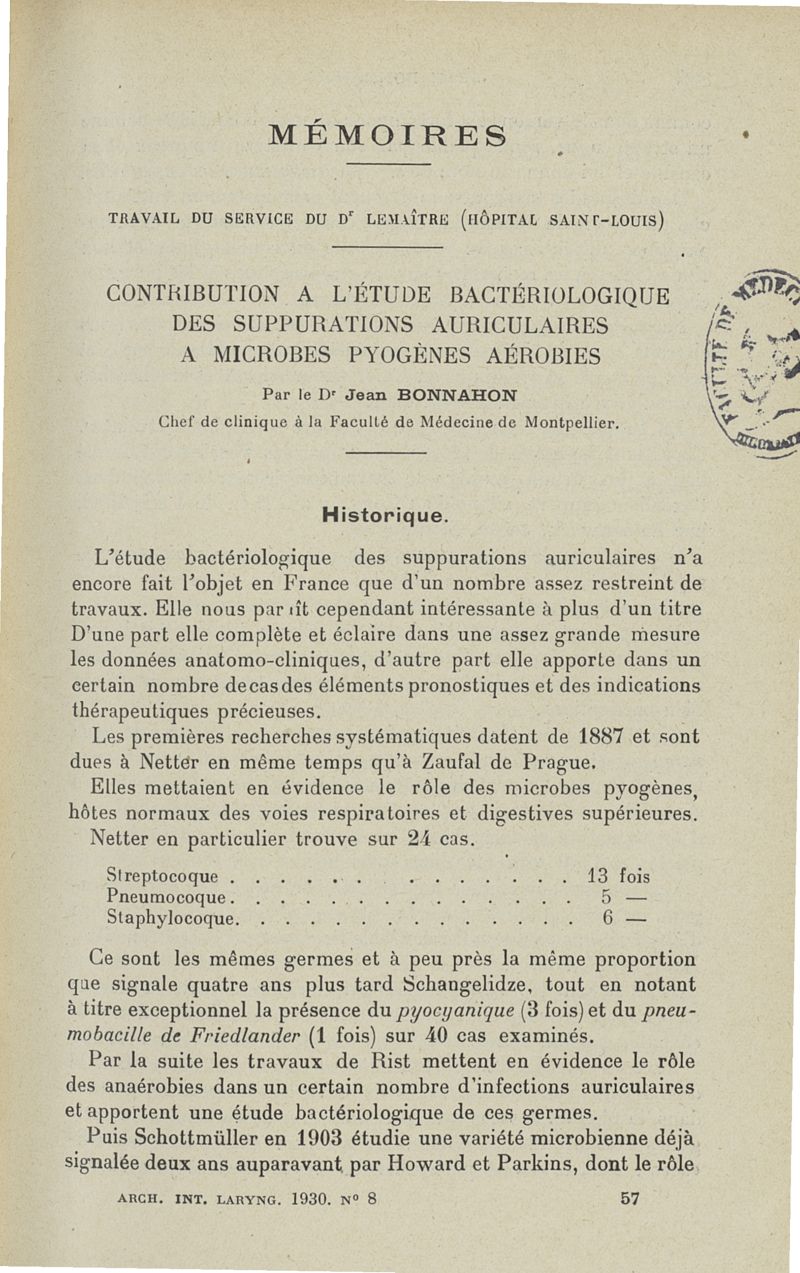 MÉMOIRES
TRAVAIL DU SERVICE DU Dr LEMAÎTRE (HÔPITAL SAINT-LOUIS)
CONTRIBUTION A L'ÉTUDE BACTÉRIOLOGIQUE
DES SUPPURATIONS AURICULAIRES
A MICROBES PYOGÈNES AÉROBIES
Par le Dr Jean BONNAHON
Chef de clinique à la Faculté de Médecine de Montpellier.
Historique.
L'étude bactériologique des suppurations auriculaires n'a
encore fait l'objet en France que d'un nombre assez restreint de
travaux. Elle nous paraît cependant intéressante à plus d'un titre
D'une part elle complète et éclaire dans une assez grande mesure
les données anatomo-cliniques, d'autre part elle apporte dans un
certain nombre de cas des éléments pronostiques et des indications
thérapeutiques précieuses.
Les premières recherches systématiques datent de 1887 et sont
dues à Netter en même temps qu'à Zaufal de Prague.
Elles mettaient en évidence le rôle des microbes pyogènes,
hôtes normaux des voies respiratoires et digestives supérieures.
Netter en particulier trouve sur 24 cas.
Streptocoque . . . . . . . . . . . . . . 13 fois
Pneumocoque. . . . . . . . . . . . . . . 5 —
Staphylocoque. . . . . . . . . . . . . . 6 —
Ce sont les mêmes germes et à peu près la même proportion
que signale quatre ans plus tard Schangelidze, tout en notant
à titre exceptionnel la présence du pyocyanique (3 fois) et du pneu-
mobacille de Friedlander (1 fois) sur 40 cas examinés.
Par la suite les travaux de Rist mettent en évidence le rôle
des anaérobies dans un certain nombre d'infections auriculaires
et apportent une étude bactériologique de ces germes.
Puis Schottmüller en 1903 étudie une variété microbienne déjà
signalée deux ans auparavant par Howard et Parkins, dont le rôle
ARCH. INT. LARYNG. 1930. N° 8 57